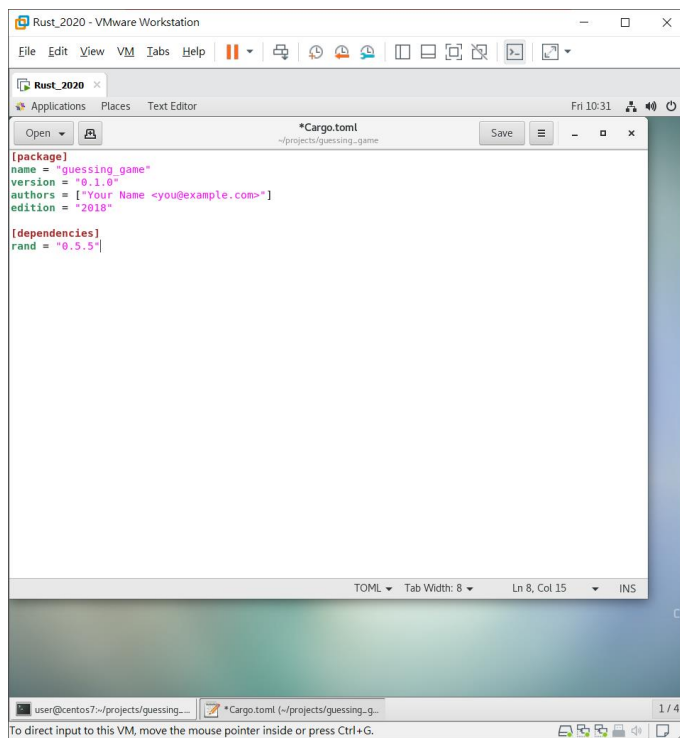 Rust_2020 - VMware Workstation
File Edit View VM Tabs Help
Rust_2020
Applications Places Text Editor Fri 10:31
Open *Cargo.toml Save
~/projects/guessing_game
[package]
name = "guessing_game"
version = "0.1.0"
authors = ["Your Name <you@example.com>"]
edition = "2018"
[dependencies]
rand = "0.5.5"
TOML Tab Width: 8 Ln 8, Col 15 INS
user@centos7:~/projects/guessing_... *Cargo.toml (~/projects/guessing_g... 1 / 4
To direct input to this VM, move the mouse pointer inside or press Ctrl+G.